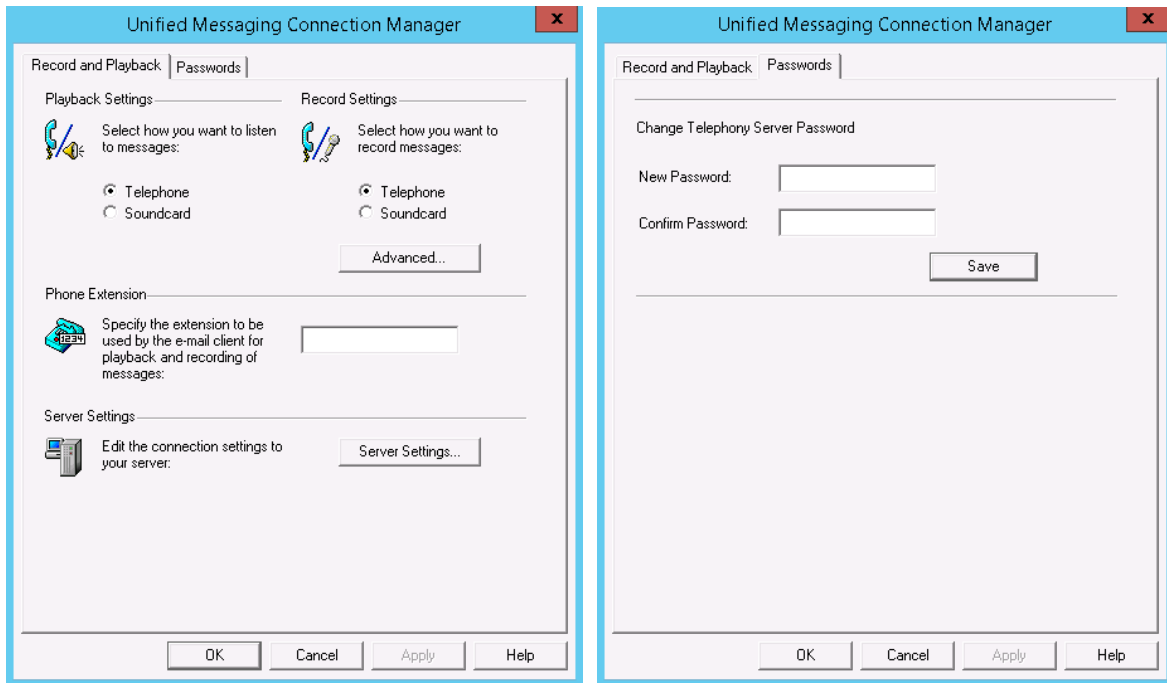 Unified Messaging Connection Manager
x
Record and Playback
Passwords
Playback Settings
Select how you want to listen
to messages:
Telephone
Soundcard
Record Settings
Select how you want to
record messages:
Telephone
Soundcard
Advanced...
Phone Extension
1234
Specify the extension to be
used by the e-mail client for
playback and recording of
messages:
Server Settings
Edit the connection settings to
your server:
Server Settings...
OK
Cancel
Apply
Help
Unified Messaging Connection Manager
x
Record and Playback
Passwords
Change Telephony Server Password
New Password:
Confirm Password:
Save
OK
Cancel
Apply
Help